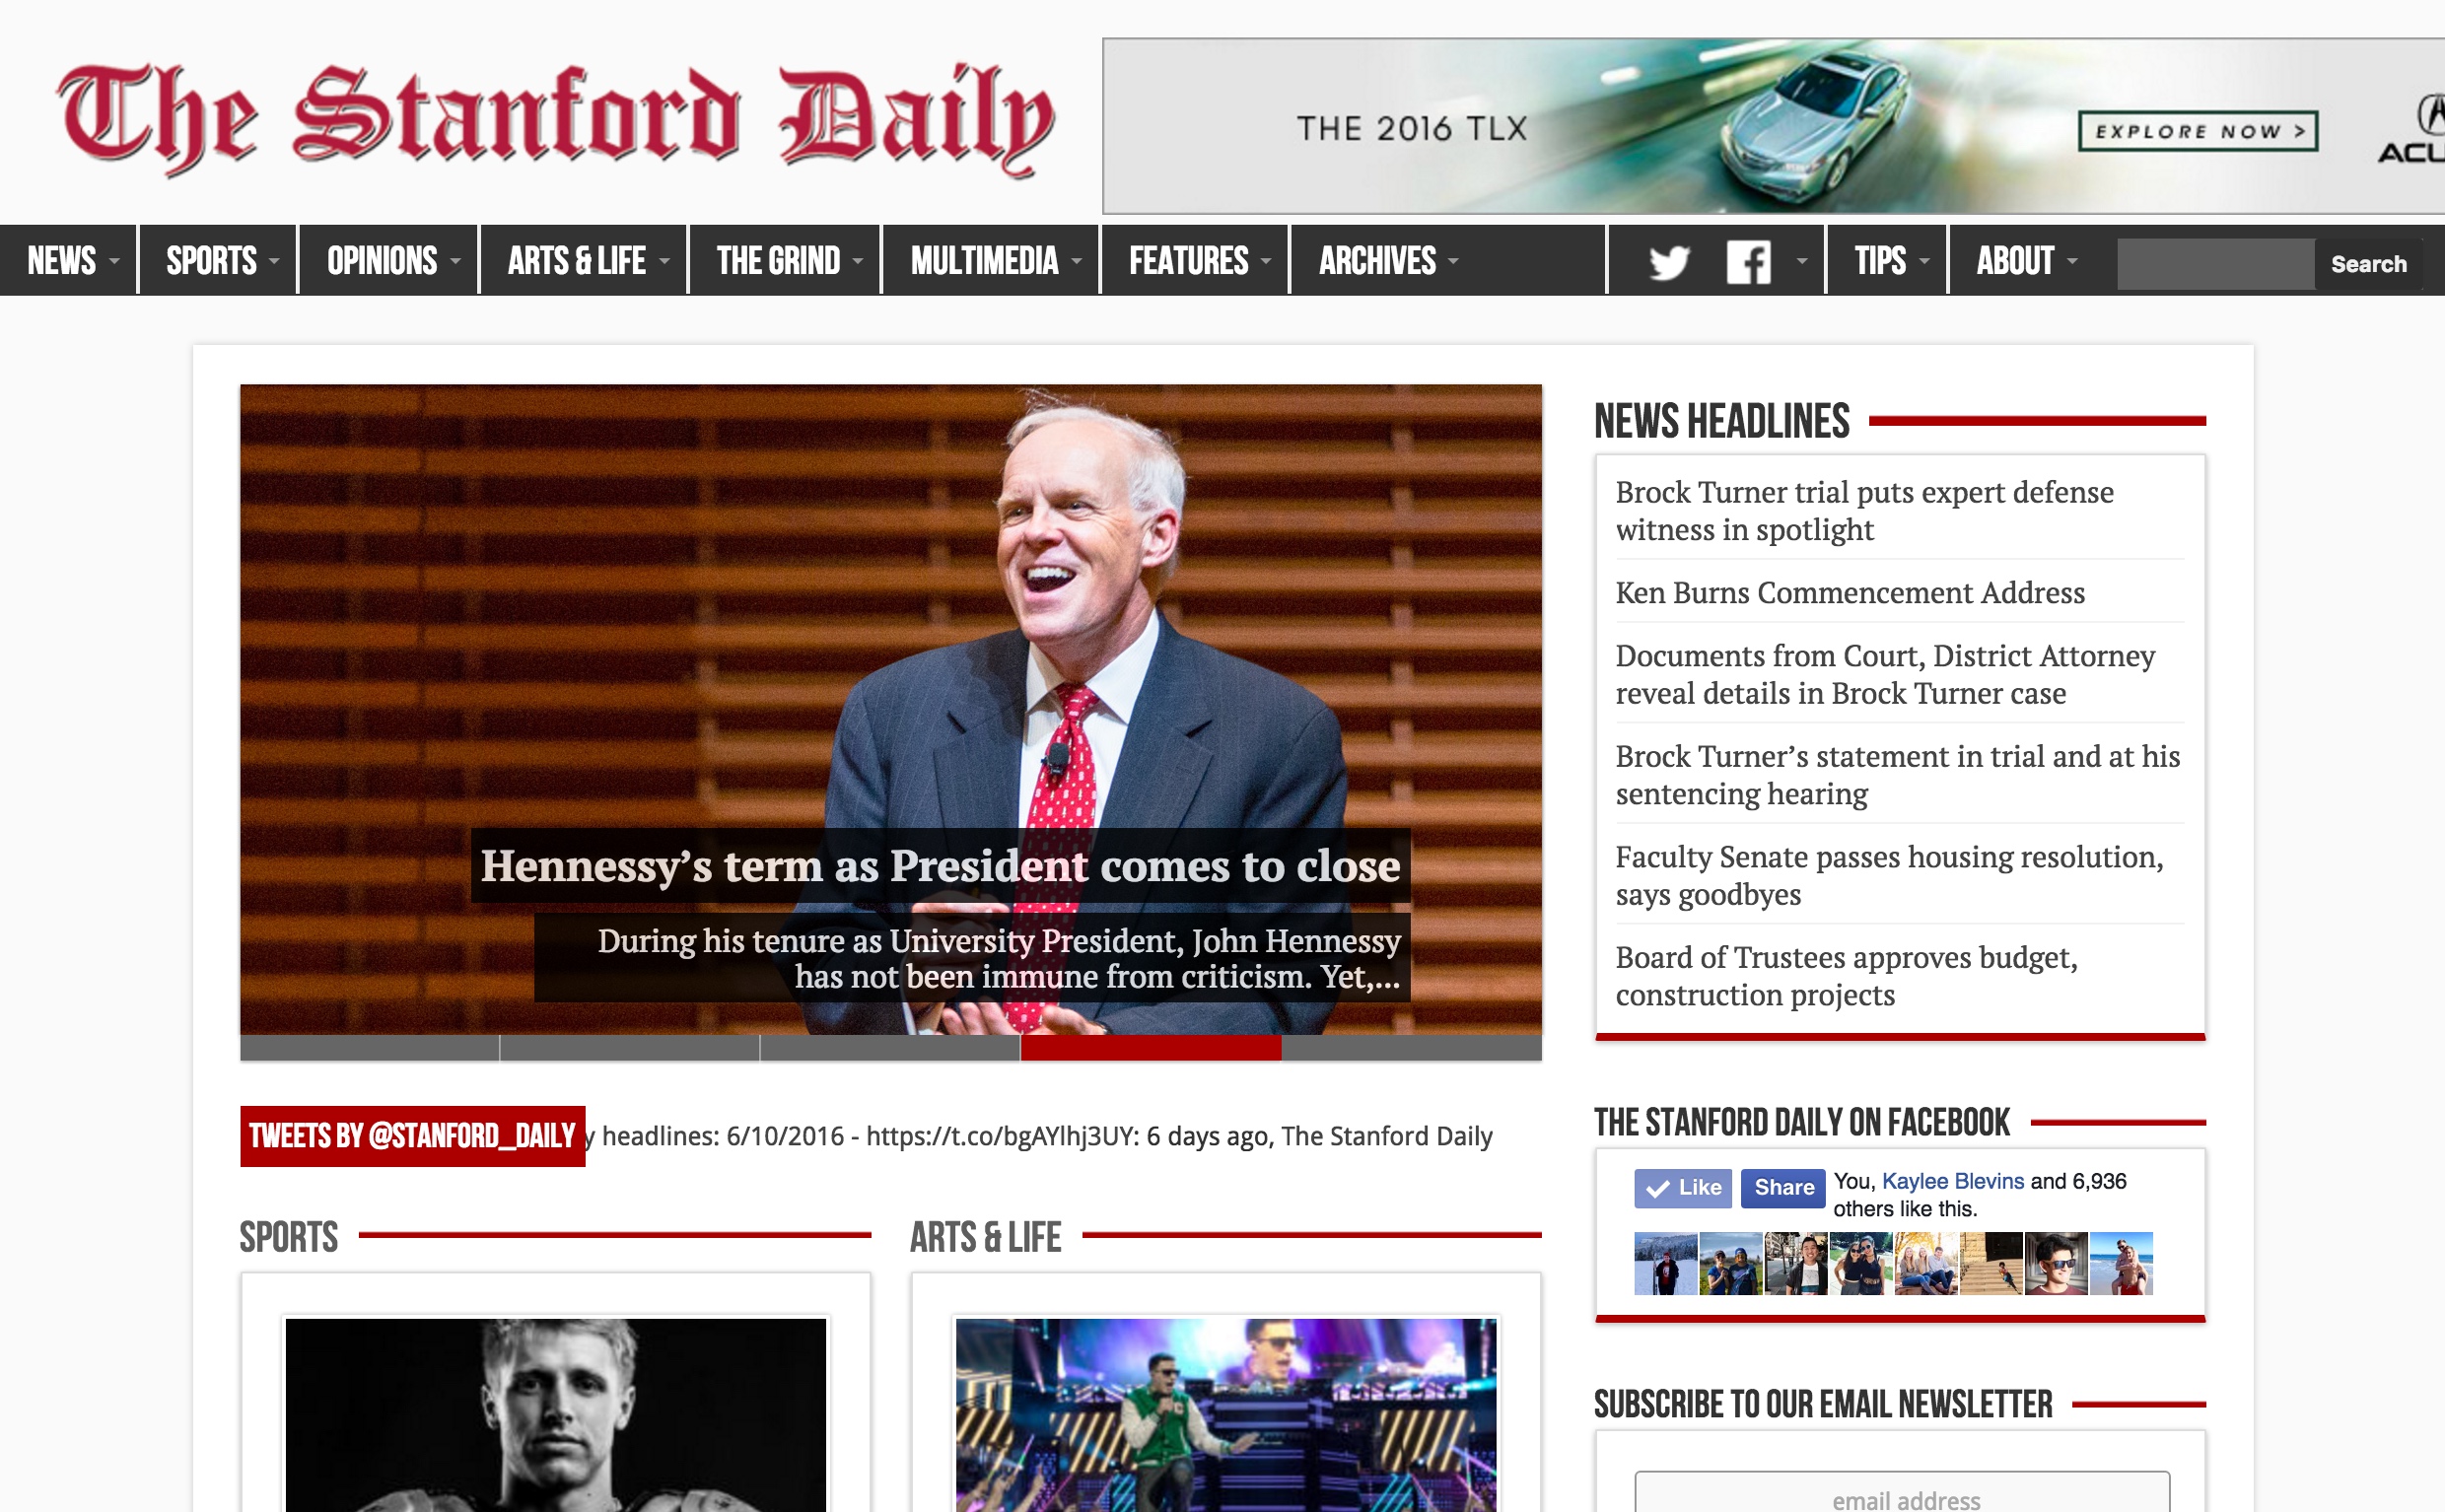 The Stanford Daily
THE 2016 TLX
EXPLORE NOW >
NEWS
SPORTS
OPINIONS
ARTS & LIFE
THE GRIND
MULTIMEDIA
FEATURES
ARCHIVES
TIPS
ABOUT
Search
Hennessy’s term as President comes to close
During his tenure as University President, John Hennessy
has not been immune from criticism. Yet,...
NEWS HEADLINES
Brock Turner trial puts expert defense
witness in spotlight
Ken Burns Commencement Address
Documents from Court, District Attorney
reveal details in Brock Turner case
Brock Turner’s statement in trial and at his
sentencing hearing
Faculty Senate passes housing resolution,
says goodbyes
Board of Trustees approves budget,
construction projects
TWEETS BY @STANFORD_DAILY
y headlines: 6/10/2016 - https://t.co/bgAYlhj3UY: 6 days ago, The Stanford Daily
THE STANFORD DAILY ON FACEBOOK
Like
Share
You, Kaylee Blevins and 6,936
others like this.
SPORTS
ARTS & LIFE
SUBSCRIBE TO OUR EMAIL NEWSLETTER
email address